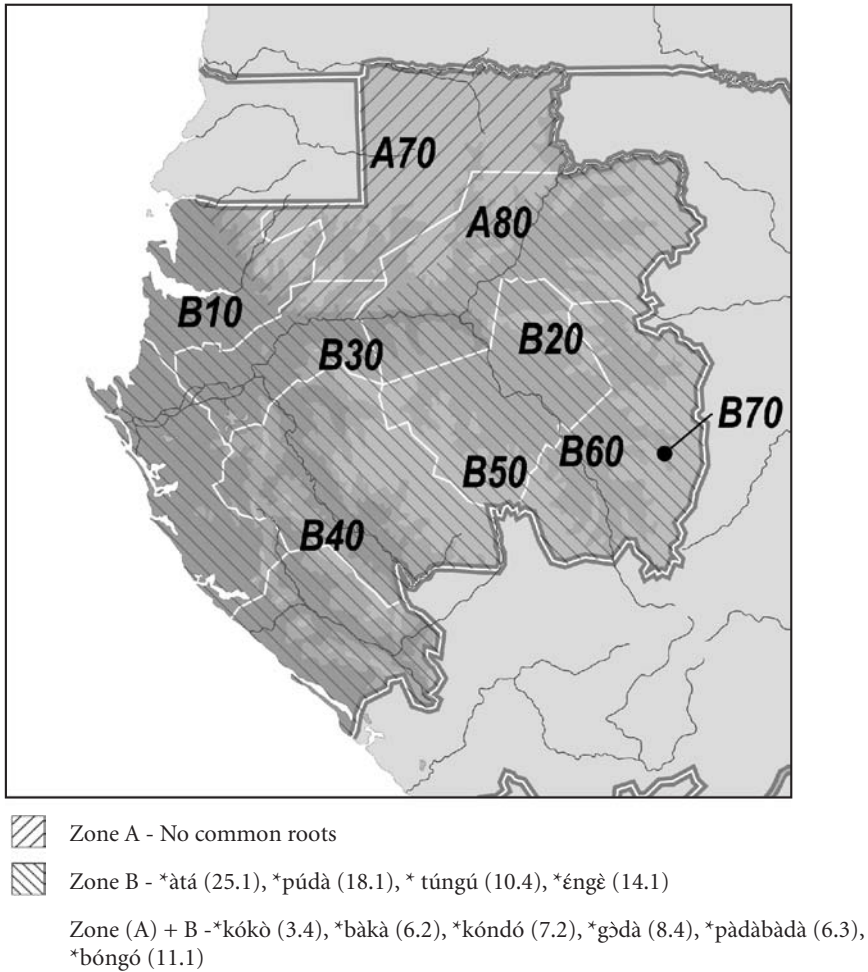 A70
A80
B10
B20
B30
B70
B60
B50
B40
Zone A - No common roots
Zone B - *àtá (25.1), *púdà (18.1), * túngú (10.4), *ɛ́ngɛ̀ (14.1)
Zone (A) + B -*kókò (3.4), *bàkà (6.2), *kóndó (7.2), *gɔ̀dà (8.4), *pàdàbàdà (6.3),
*bóngó (11.1)